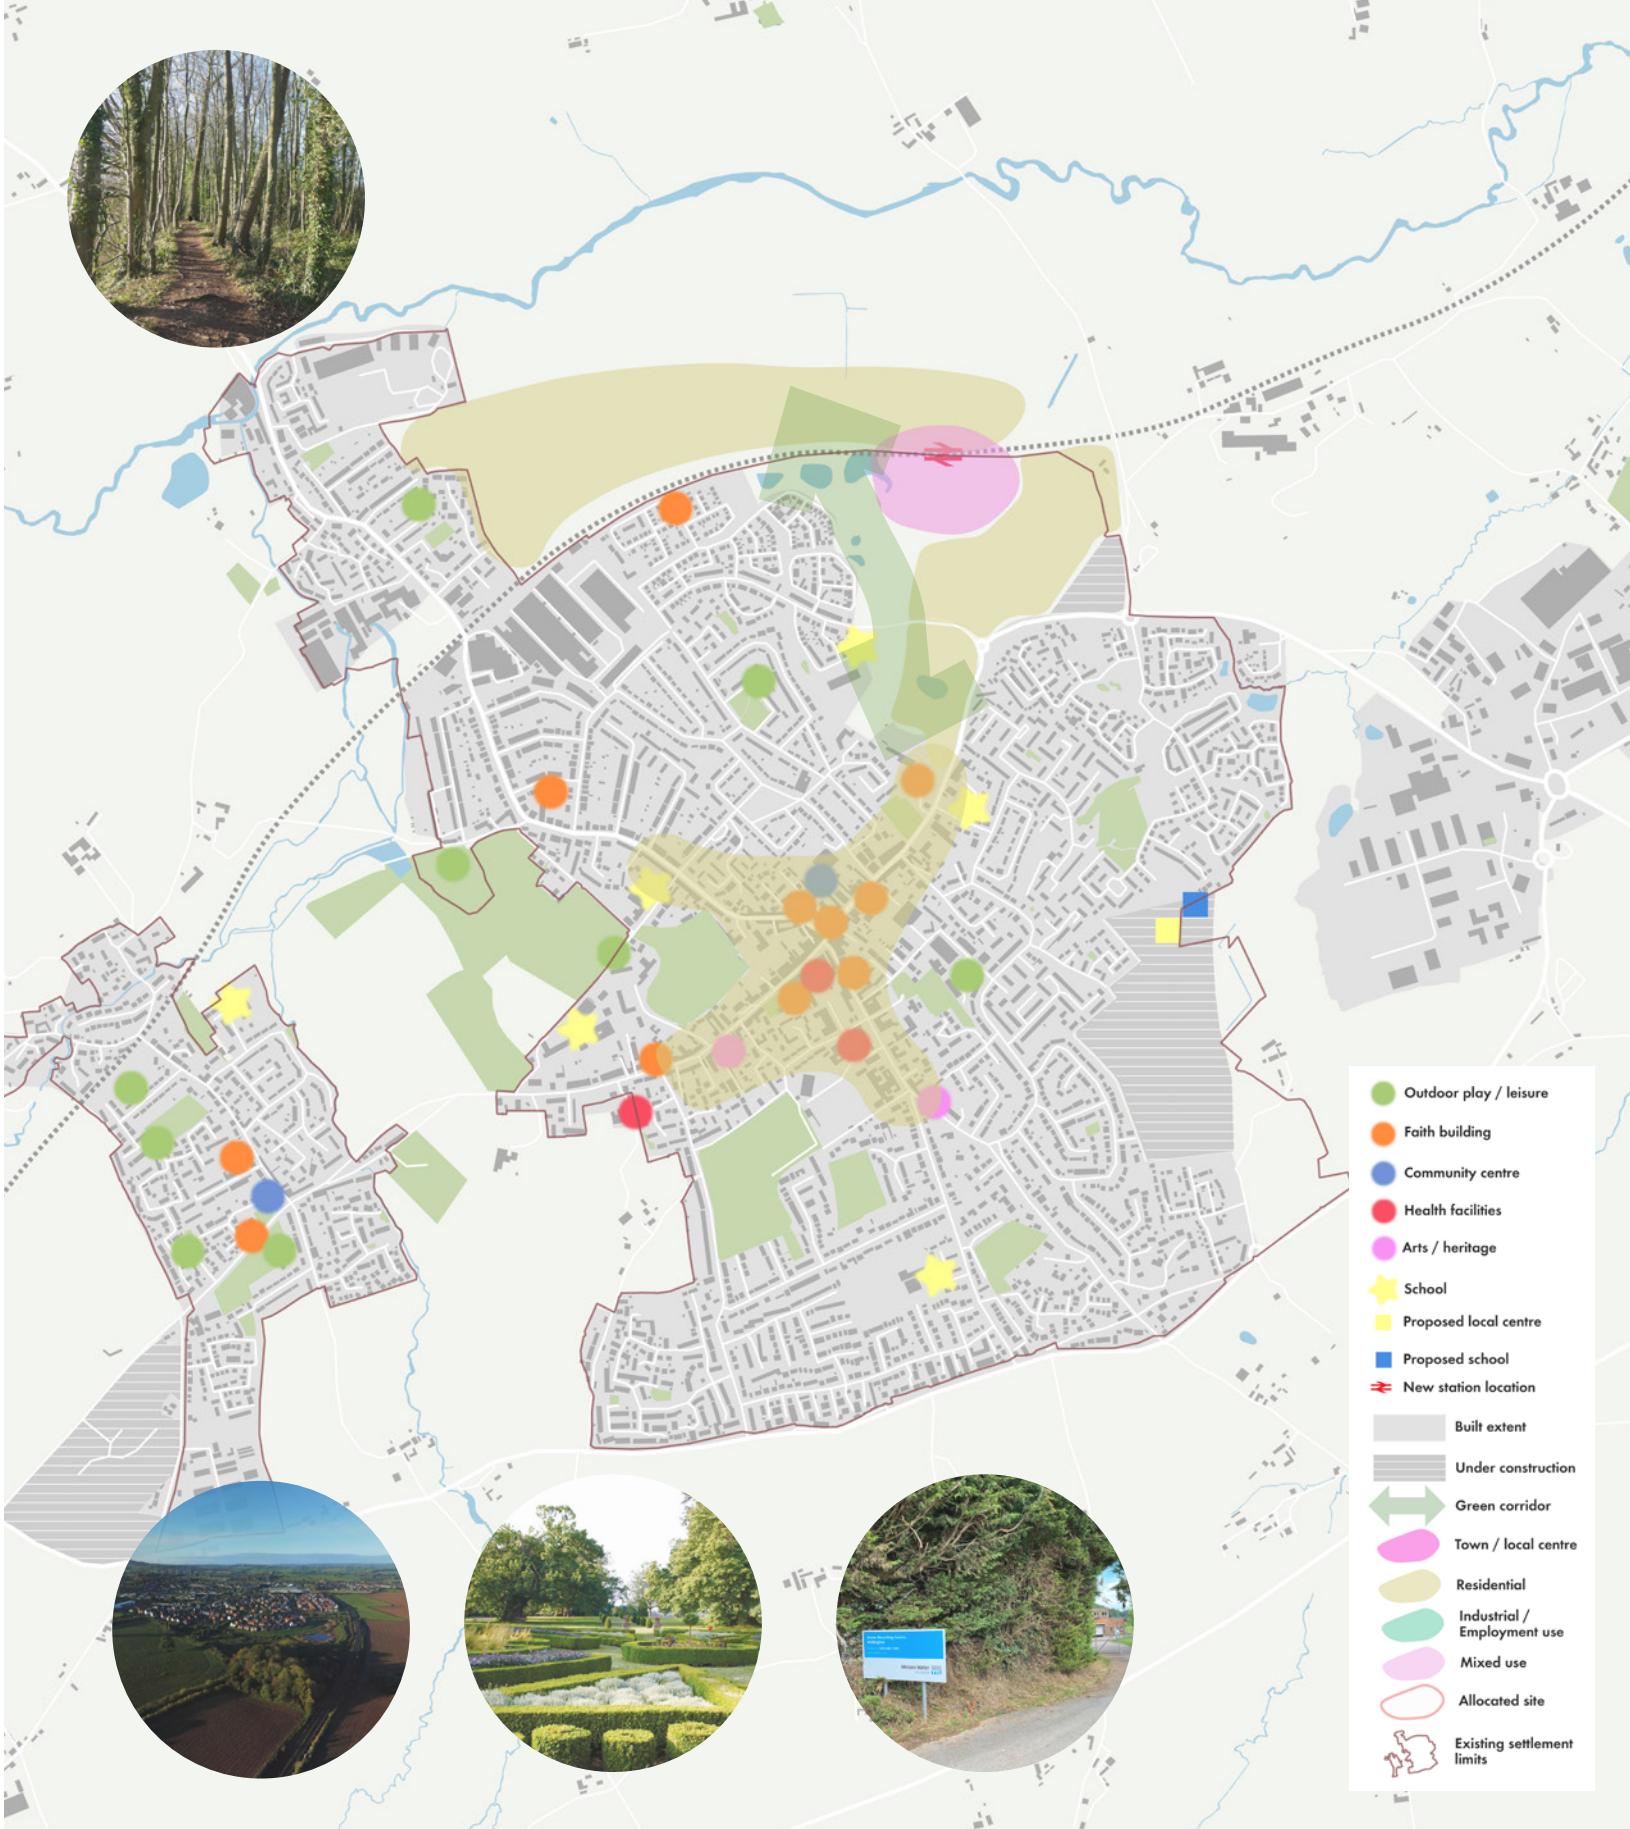 Outdoor play / leisure
Faith building
Community centre
Health facilities
Arts / heritage
School
Proposed local centre
Proposed school
New station location
Built extent
Under construction
Green corridor
Town / local centre
Residential
Industrial /
Employment use
Mixed use
Allocated site
Existing settlement
limits